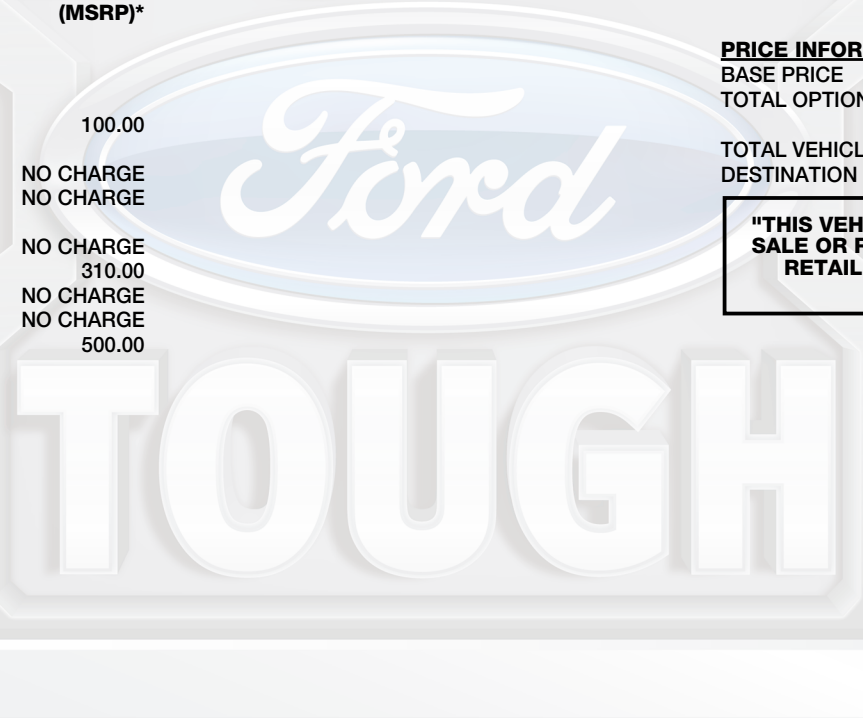 (MSRP)*
100.00
NO CHARGE
NO CHARGE
NO CHARGE
310.00
NO CHARGE
NO CHARGE
500.00
PRICE INFOR
BASE PRICE
TOTAL OPTION
TOTAL VEHICL
DESTINATION
"THIS VEH
SALE OR
RETAIL
Ford
TOUGH